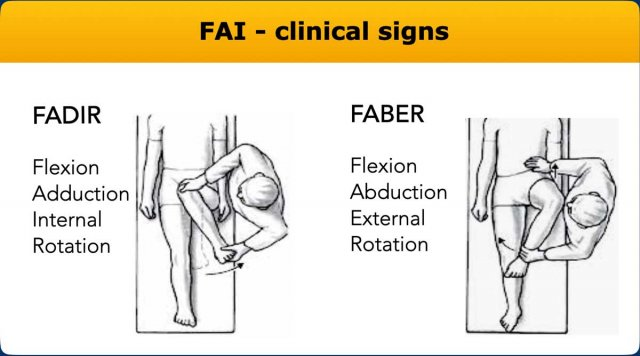 FAI - clinical signs
FADIR
Flexion
Adduction
Internal
Rotation
FABER
Flexion
Abduction
External
Rotation